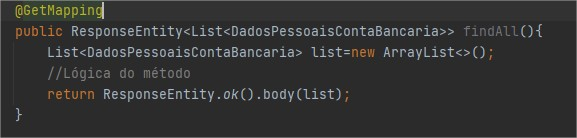 @GetMapping
public ResponseEntity<List<DadosPessoaisContaBancaria>> findAll(){
List<DadosPessoaisContaBancaria> list=new ArrayList<>();
//Lógica do método
return ResponseEntity.ok().body(list);
}